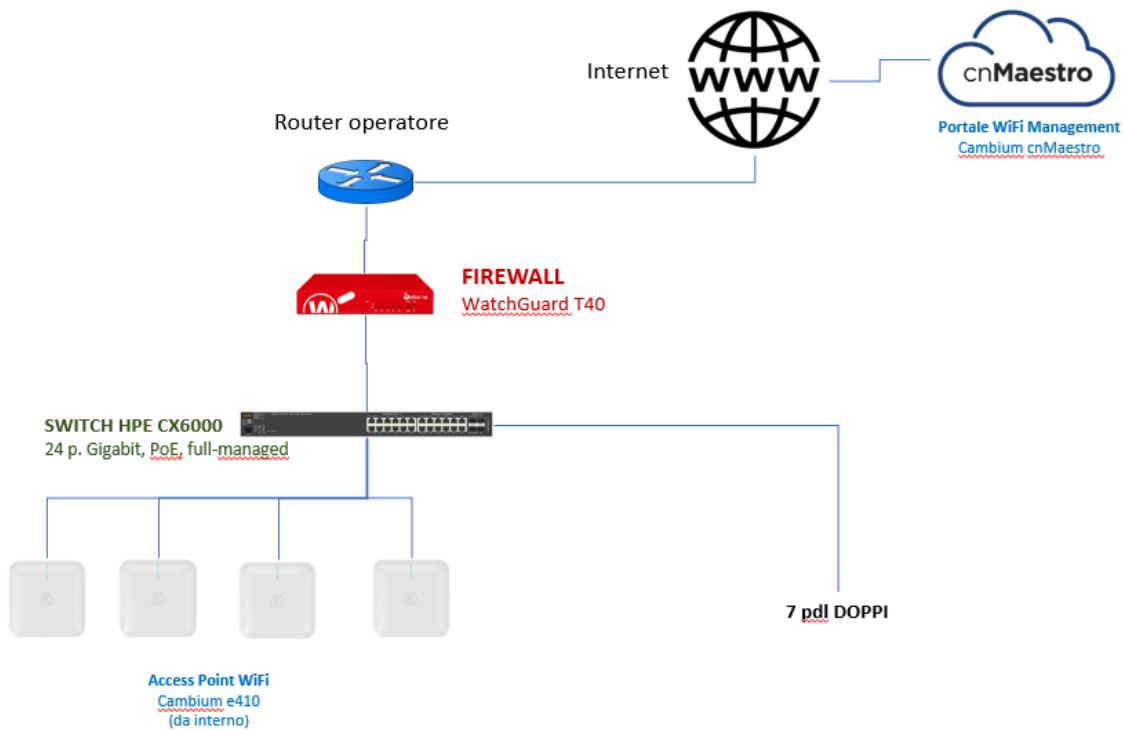 Internet
WWW
cnMaestro
Portale WiFi Management
Cambium cnMaestro
Router operatore
FIREWALL
WatchGuard T40
SWITCH HPE CX6000
24 p. Gigabit, PoE, full-managed
7 pdl DOPPI
Access Point WiFi
Cambium e410
(da interno)